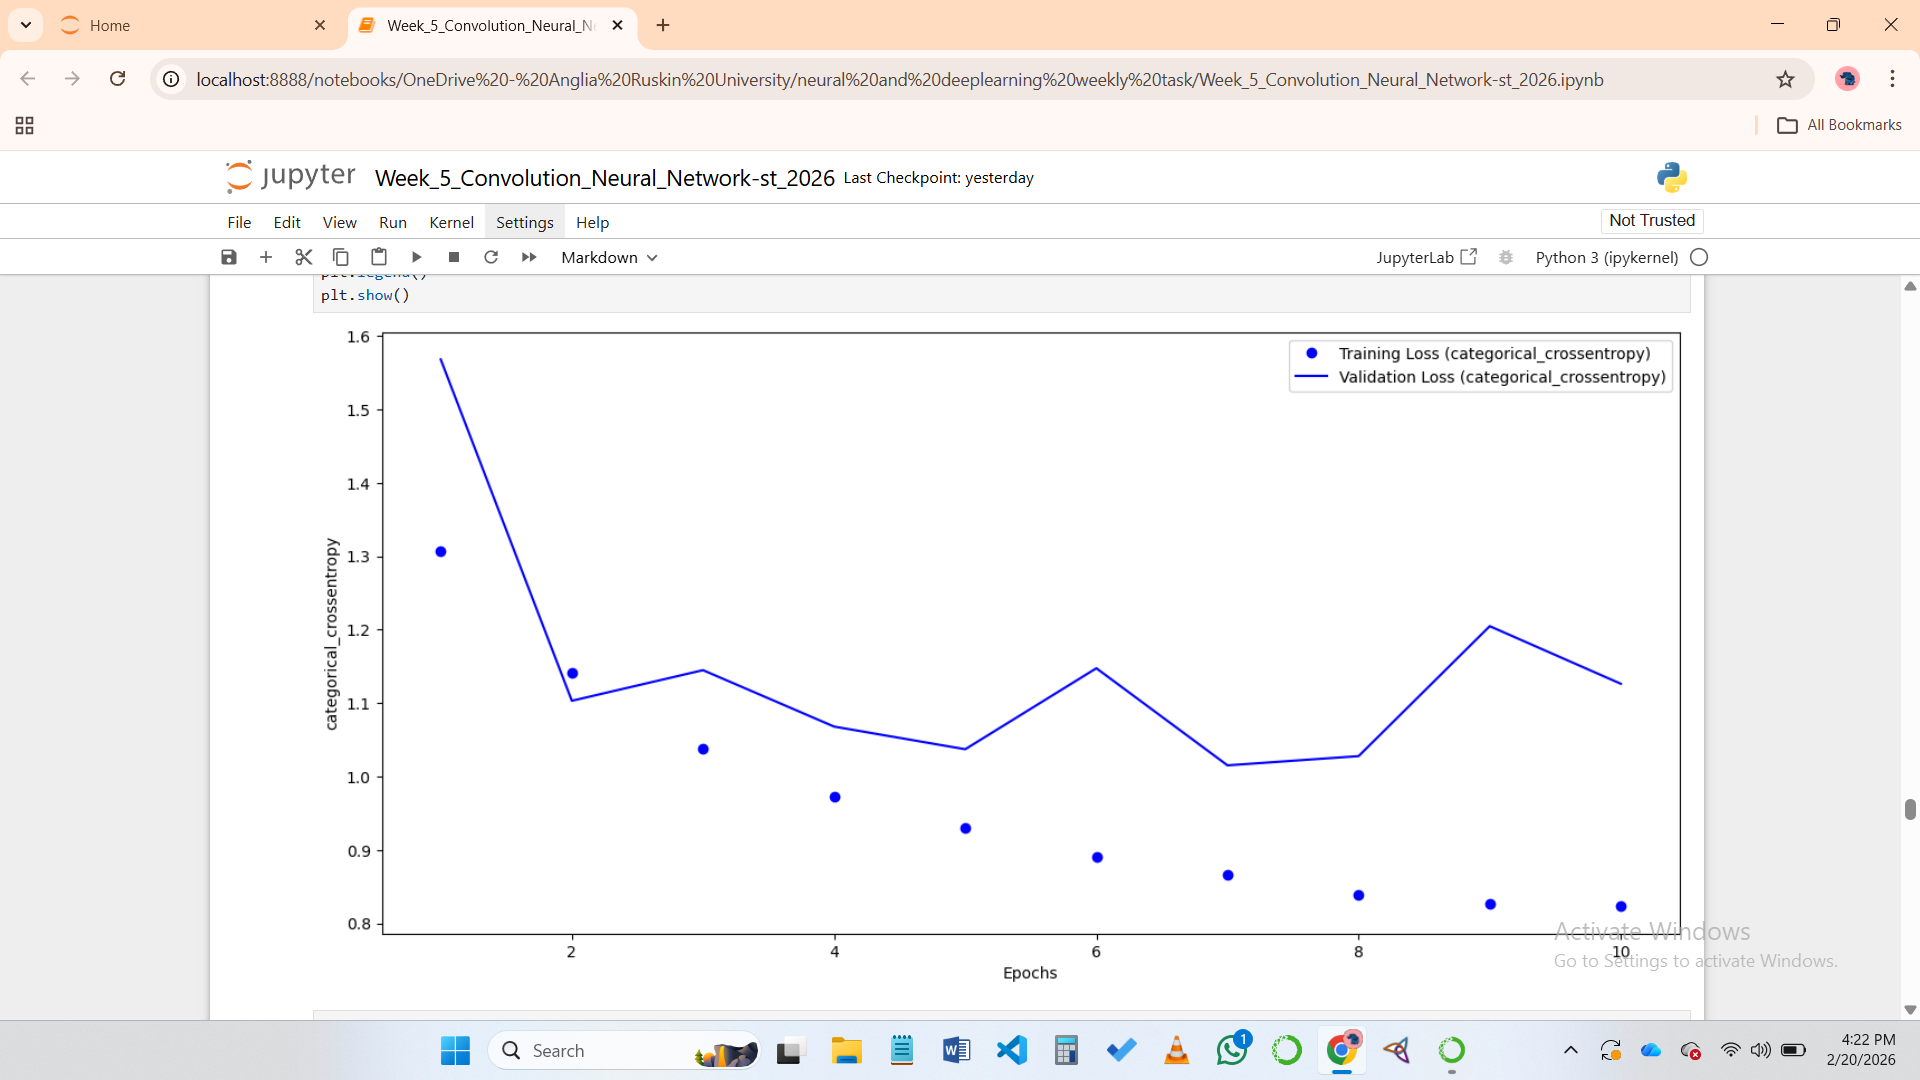 Home
Week_5_Convolution_Neural_N
localhost:8888/notebooks/OneDrive%20-%20Anglia%20Ruskin%20University/neural%20and%20deeplearning%20weekly%20task/Week_5_Convolution_Neural_Network-st_2026.ipynb
All Bookmarks
jupyter Week_5_Convolution_Neural_Network-st_2026 Last Checkpoint: yesterday
File Edit View Run Kernel Settings Help Not Trusted
Markdown JupyterLab Python 3 (ipykernel)
plt.legend()
plt.show()
Training Loss (categorical_crossentropy)
Validation Loss (categorical_crossentropy)
categorical_crossentropy
1.6
1.5
1.4
1.3
1.2
1.1
1.0
0.9
0.8
2 4 6 8 10
Epochs
Activate Windows
Go to Settings to activate Windows.
Search
1
4:22 PM
2/20/2026